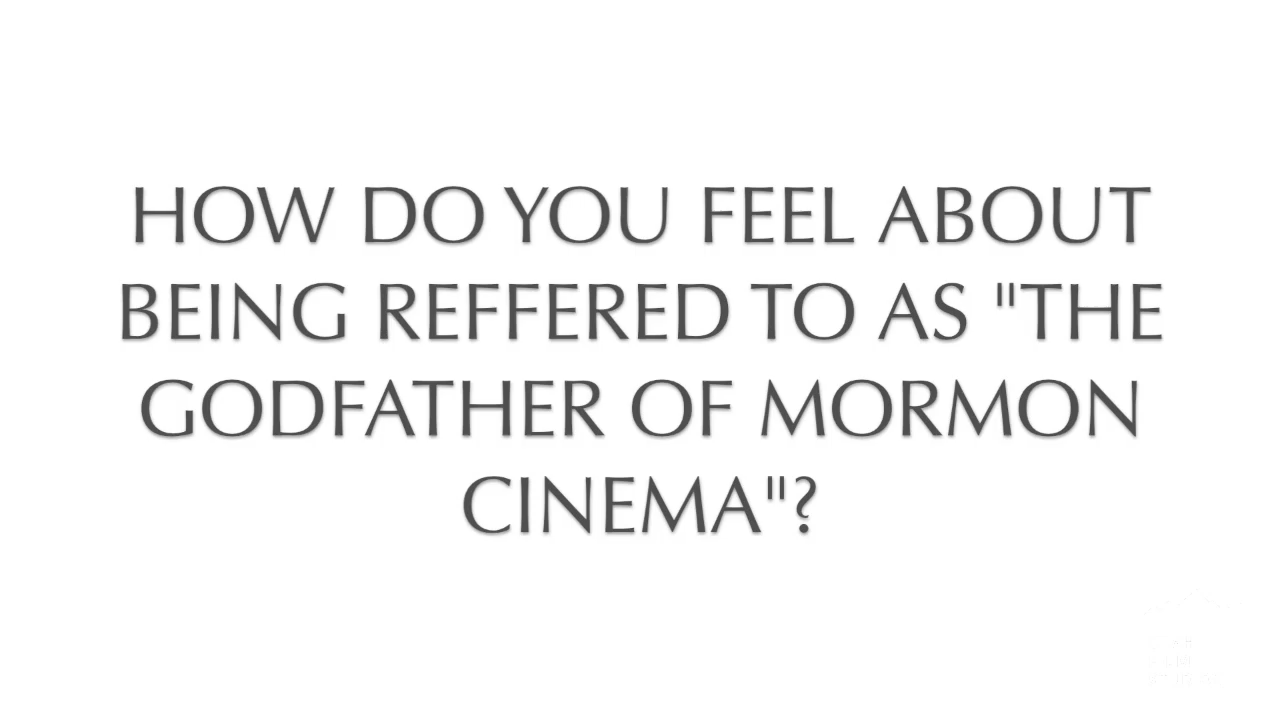 HOW DO YOU FEEL ABOUT
BEING REFFERED TO AS "THE
GODFATHER OF MORMON
CINEMA"?